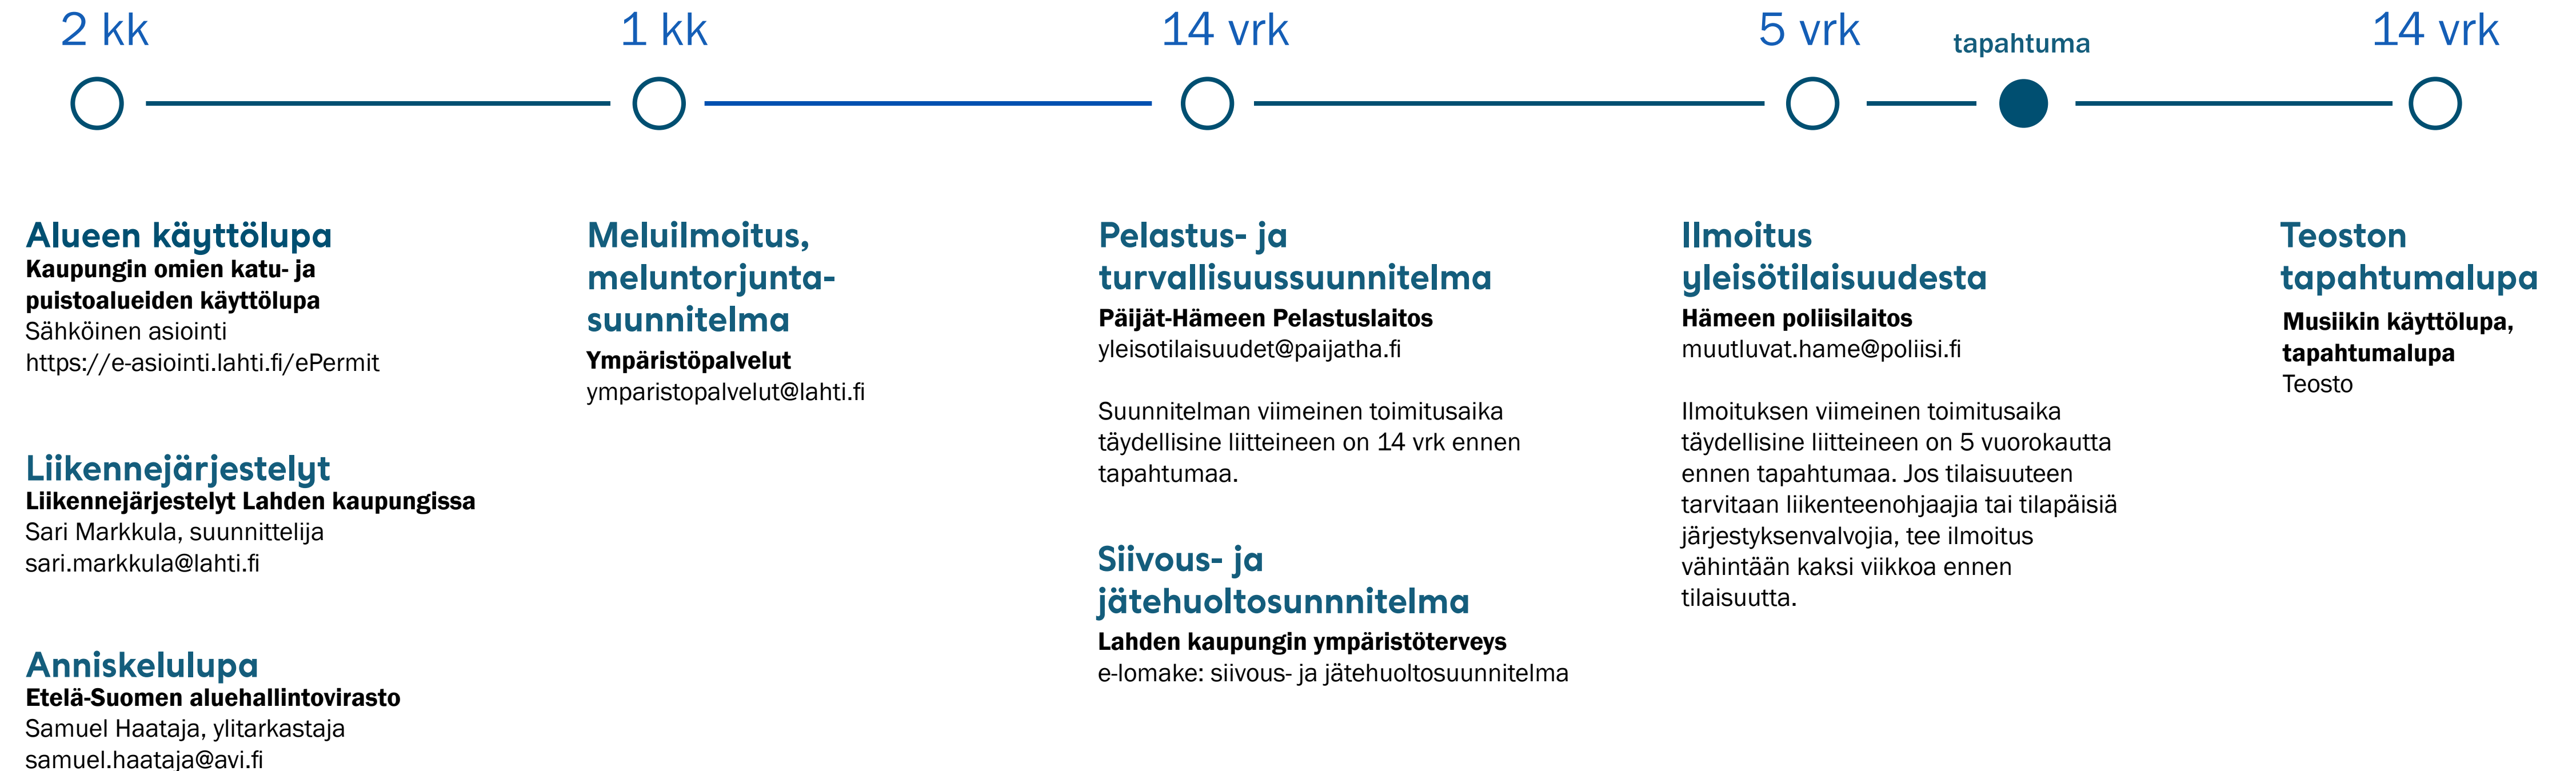 2 kk
1 kk
14 vrk
5 vrk
tapahtuma
14 vrk
Alueen käyttölupa
Kaupungin omien katu- ja
puistoalueiden käyttölupa
Sähköinen asiointi
https://e-asiointi.lahti.fi/ePermit
Liikennejärjestelyt
Liikennejärjestelyt Lahden kaupungissa
Sari Markkula, suunnittelija
sari.markkula@lahti.fi
Anniskelulupa
Etelä-Suomen aluehallintovirasto
Samuel Haataja, ylitarkastaja
samuel.haataja@avi.fi
Meluilmoitus,
meluntorjunta-
suunnitelma
Ympäristöpalvelut
ymparistopalvelut@lahti.fi
Pelastus- ja
turvallisuussuunnitelma
Päijät-Hämeen Pelastuslaitos
yleisotilaisuudet@paijatha.fi
Suunnitelman viimeinen toimitusaika
täydellisine liitteineen on 14 vrk ennen
tapahtumaa.
Siivous- ja
jätehuoltosunnnitelma
Lahden kaupungin ympäristöterveys
e-lomake: siivous- ja jätehuoltosuunnitelma
Ilmoitus
yleisötilaisuudesta
Hämeen poliisilaitos
muutluvat.hame@poliisi.fi
Ilmoituksen viimeinen toimitusaika
täydellisine liitteineen on 5 vuorokautta
ennen tapahtumaa. Jos tilaisuuteen
tarvitaan liikenteenohjaajia tai tilapäisiä
järjestyksenvalvojia, tee ilmoitus
vähintään kaksi viikkoa ennen
tilaisuutta.
Teoston
tapahtumalupa
Musiikin käyttölupa,
tapahtumalupa
Teosto